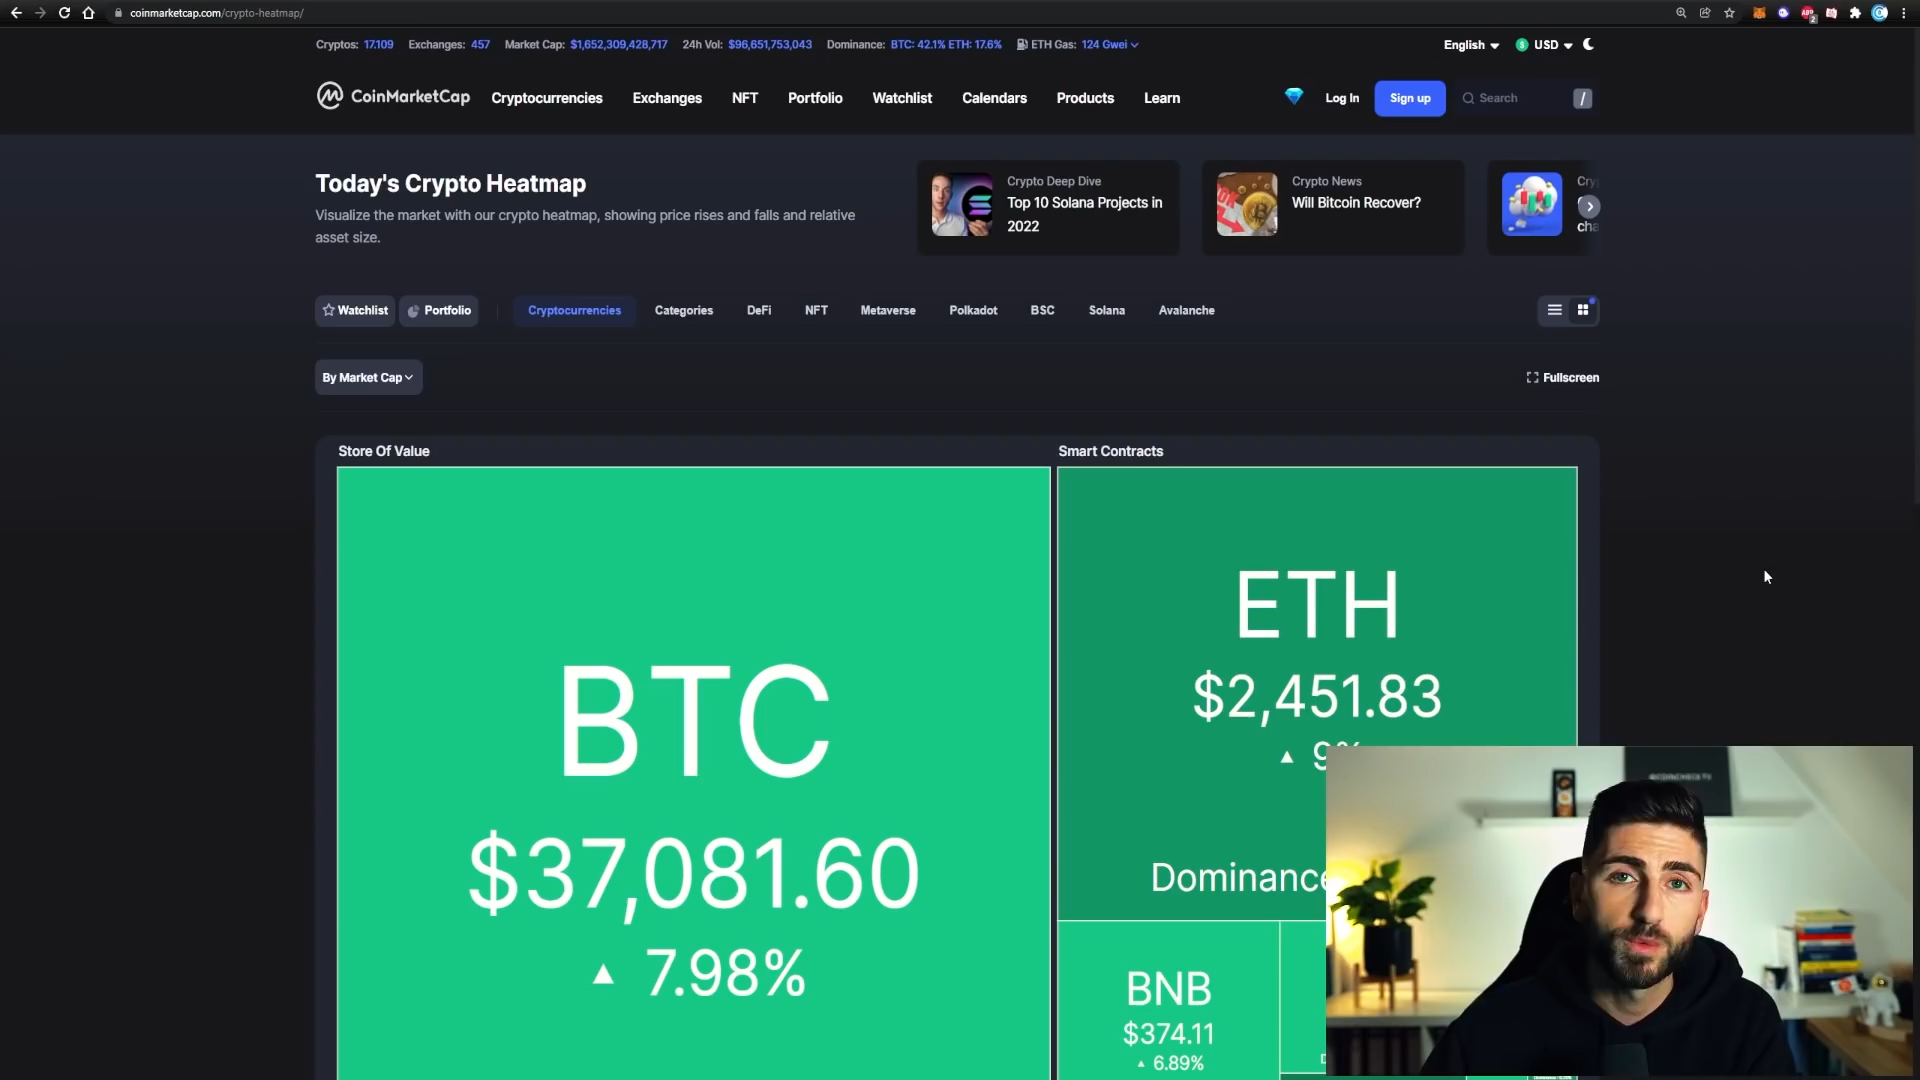 coinmarketcap.com/crypto-heatmap/
Cryptos: 17,109 Exchanges: 457 Market Cap: $1,652,309,428,717 24h Vol: $96,651,753,043 Dominance: BTC: 42.1% ETH: 17.6% ETH Gas: 124 Gwei
English USD
CoinMarketCap Cryptocurrencies Exchanges NFT Portfolio Watchlist Calendars Products Learn Log In Sign up Search /
Today's Crypto Heatmap
Visualize the market with our crypto heatmap, showing price rises and falls and relative
asset size.
Crypto Deep Dive
Top 10 Solana Projects in
2022
Crypto News
Will Bitcoin Recover?
Watchlist Portfolio Cryptocurrencies Categories DeFi NFT Metaverse Polkadot BSC Solana Avalanche
By Market Cap Fullscreen
Store Of Value
BTC
$37,081.60
▲ 7.98%
Smart Contracts
ETH
$2,451.83
▲ 9%
Dominance
BNB
$374.11
▲ 6.89%